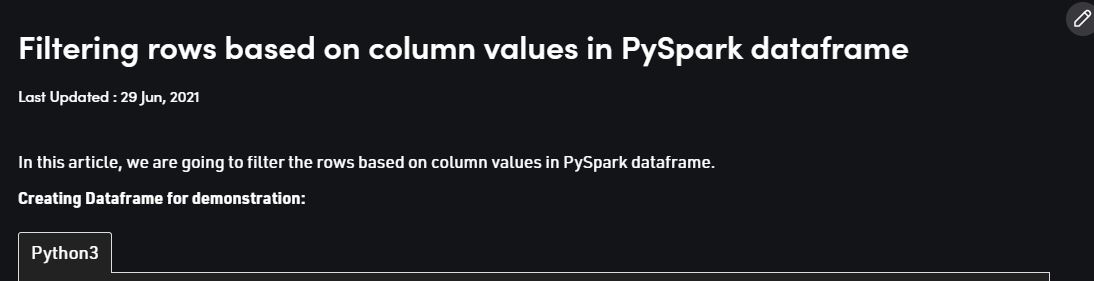 Filtering rows based on column values in PySpark dataframe
Last Updated : 29 Jun, 2021
In this article, we are going to filter the rows based on column values in PySpark dataframe.
Creating Dataframe for demonstration:
Python3